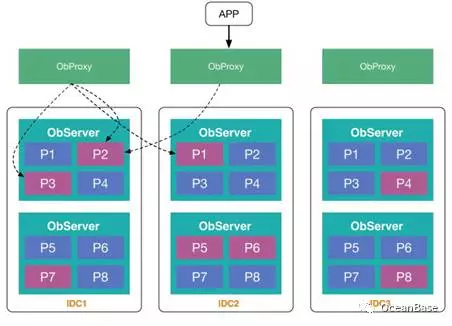 APP
ObProxy
ObProxy
ObProxy
ObServer
P1 P2
P3 P4
ObServer
P5 P6
P7 P8
IDC1
ObServer
P1 P2
P3 P4
ObServer
P5 P6
P7 P8
IDC2
ObServer
P1 P2
P3 P4
ObServer
P5 P6
P7 P8
IDC3
OceanBase